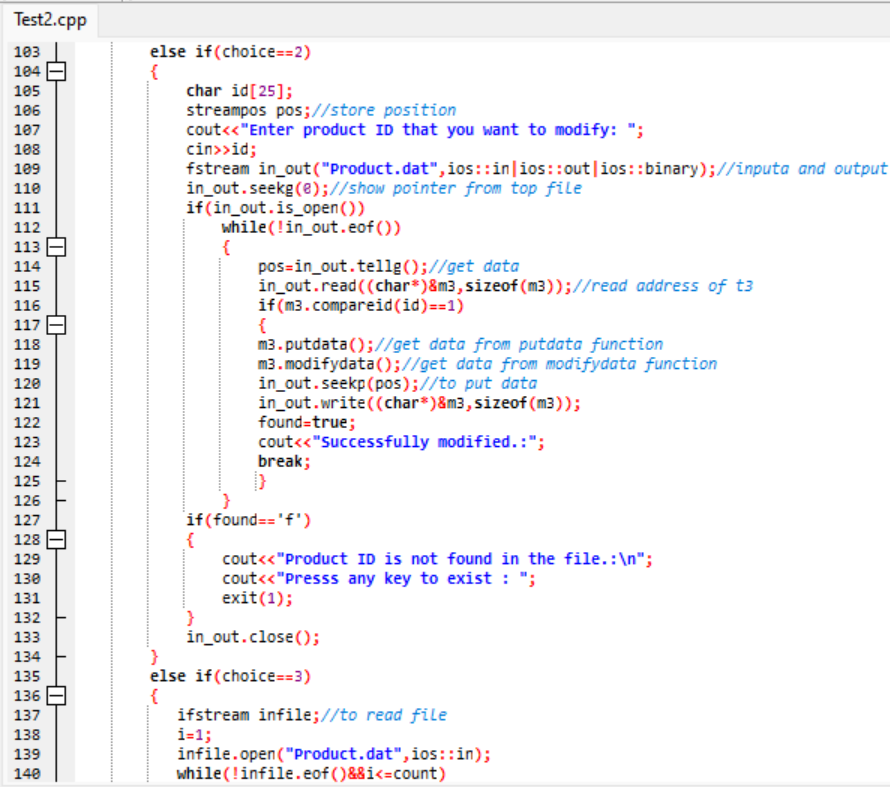 Test2.cpp
103 else if(choice==2)
104 {
105 char id[25];
106 streampos pos;//store position
107 cout<<"Enter product ID that you want to modify: ";
108 cin>>id;
109 fstream in_out("Product.dat",ios::in|ios::out|ios::binary);//inputa and output
110 in_out.seekg(0);//show pointer from top file
111 if(in_out.is_open())
112 while(!in_out.eof())
113 {
114 pos=in_out.tellg();//get data
115 in_out.read((char*)&m3,sizeof(m3));//read address of t3
116 if(m3.compareid(id)==1)
117 {
118 m3.putdata();//get data from putdata function
119 m3.modifydata();//get data from modifydata function
120 in_out.seekp(pos);//to put data
121 in_out.write((char*)&m3,sizeof(m3));
122 found=true;
123 cout<<"Successfully modified.:";
124 break;
125 }
126 }
127 if(found=='f')
128 {
129 cout<<"Product ID is not found in the file.:\n";
130 cout<<"Presss any key to exist : ";
131 exit(1);
132 }
133 in_out.close();
134 }
135 else if(choice==3)
136 {
137 ifstream infile;//to read file
138 i=1;
139 infile.open("Product.dat",ios::in);
140 while(!infile.eof()&&i<=count)